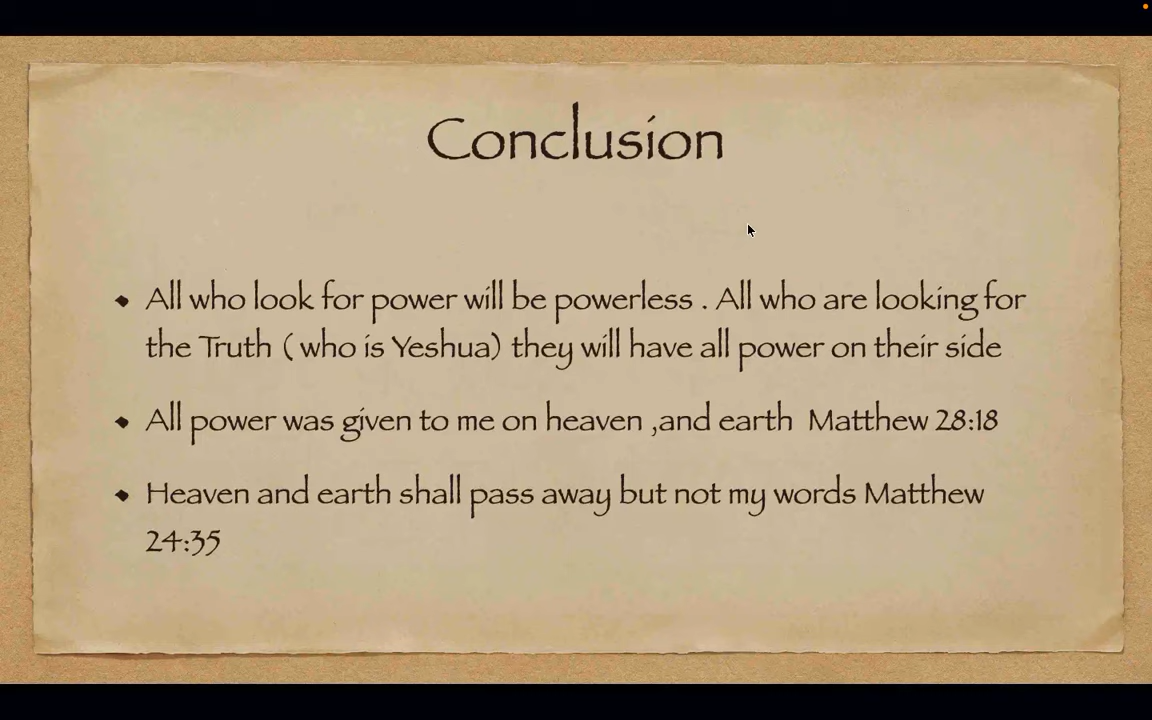 Conclusion
All who look for power will be powerless . All who are looking for
the Truth ( who is Yeshua) they will have all power on their side
All power was given to me on heaven ,and earth  Matthew 28:18
Heaven and earth shall pass away but not my words Matthew
24:35